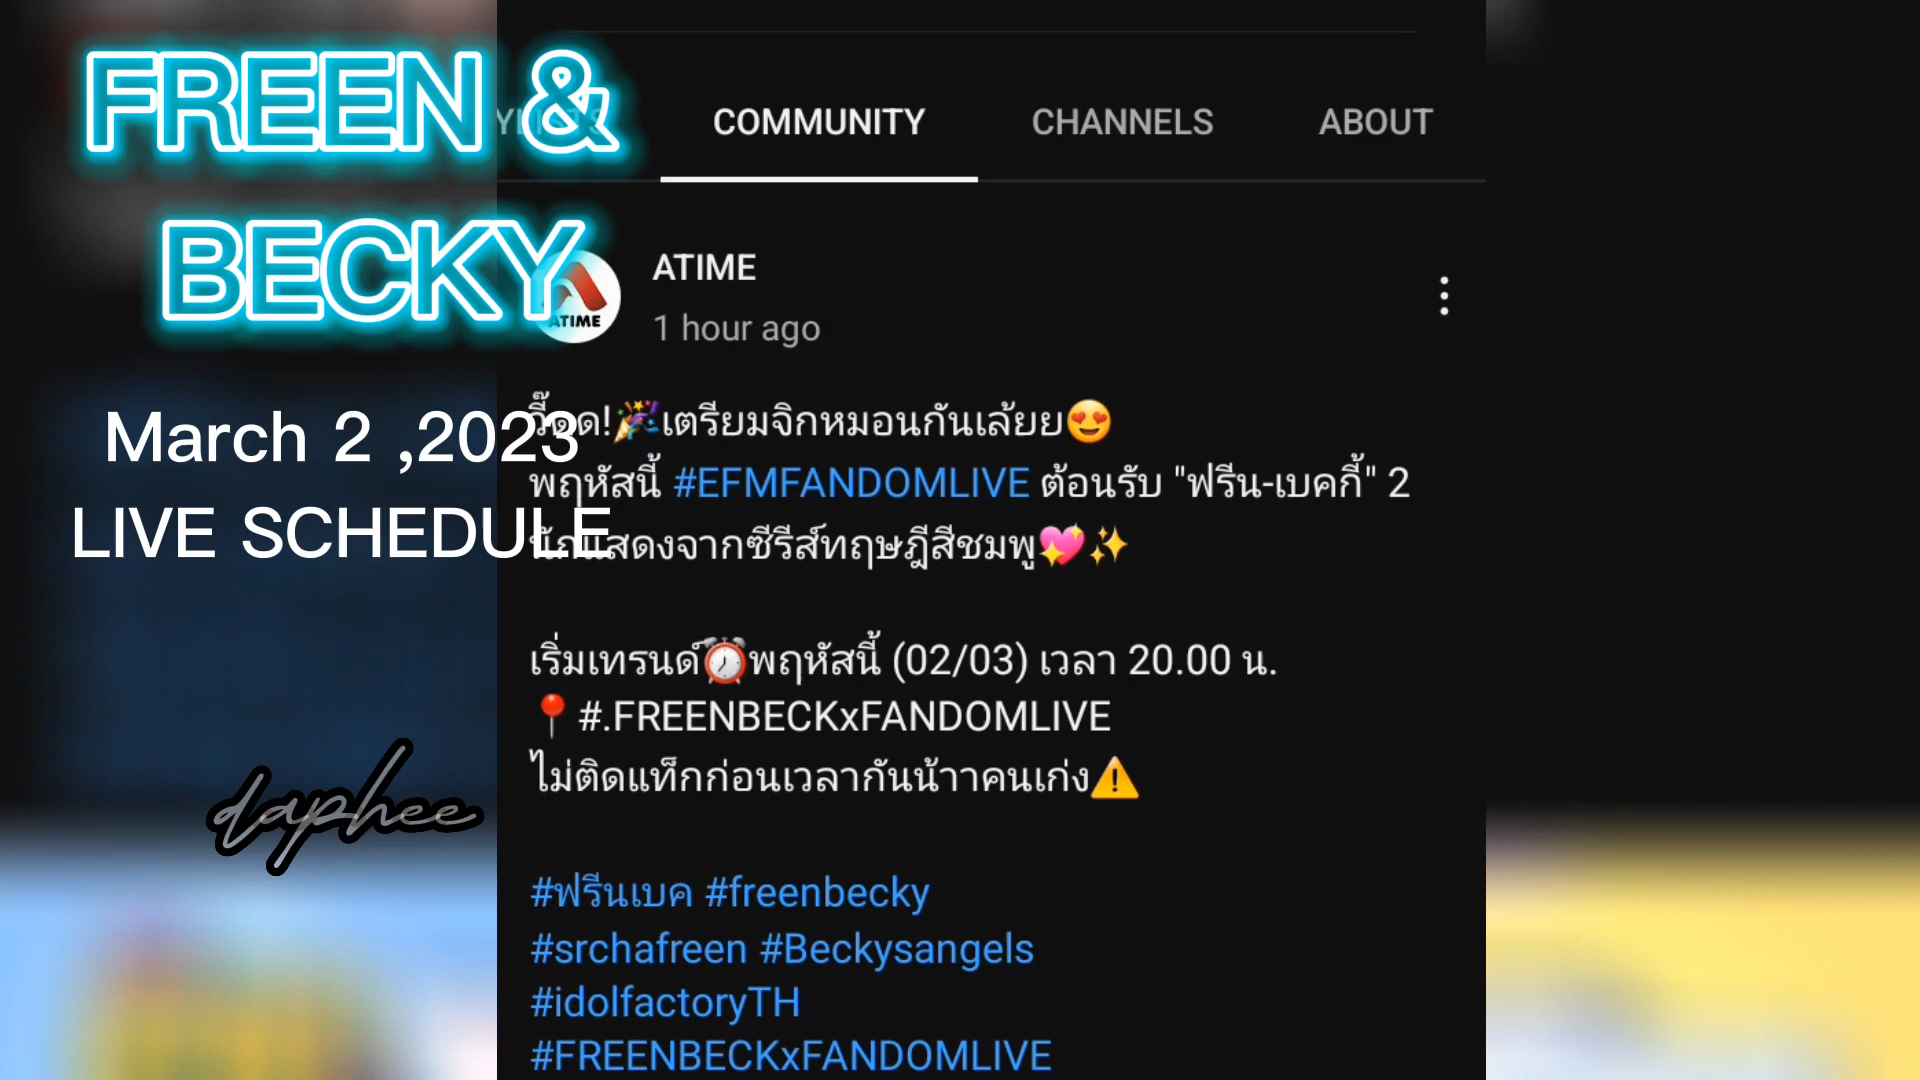 FREEN &
BECKY
March 2 ,2023
LIVE SCHEDULE
daphee
COMMUNITY CHANNELS ABOUT
ATIME
ATIME
1 hour ago
เตรียมจิกหมอนกันเล้ยย😍
พฤหัสนี้ #EFMFANDOMLIVE ต้อนรับ "ฟรีน-เบคกี้" 2
นักแสดงจากซีรีส์ทฤษฎีสีชมพู💖✨
เริ่มเทรนด์⏰พฤหัสนี้ (02/03) เวลา 20.00 น.
📍#.FREENBECKxFANDOMLIVE
ไม่ติดแท็กก่อนเวลากันน้าาคนเก่ง⚠️
#ฟรีนเบค #freenbecky
#srchafreen #Beckysangels
#idolfactoryTH
#FREENBECKxFANDOMLIVE